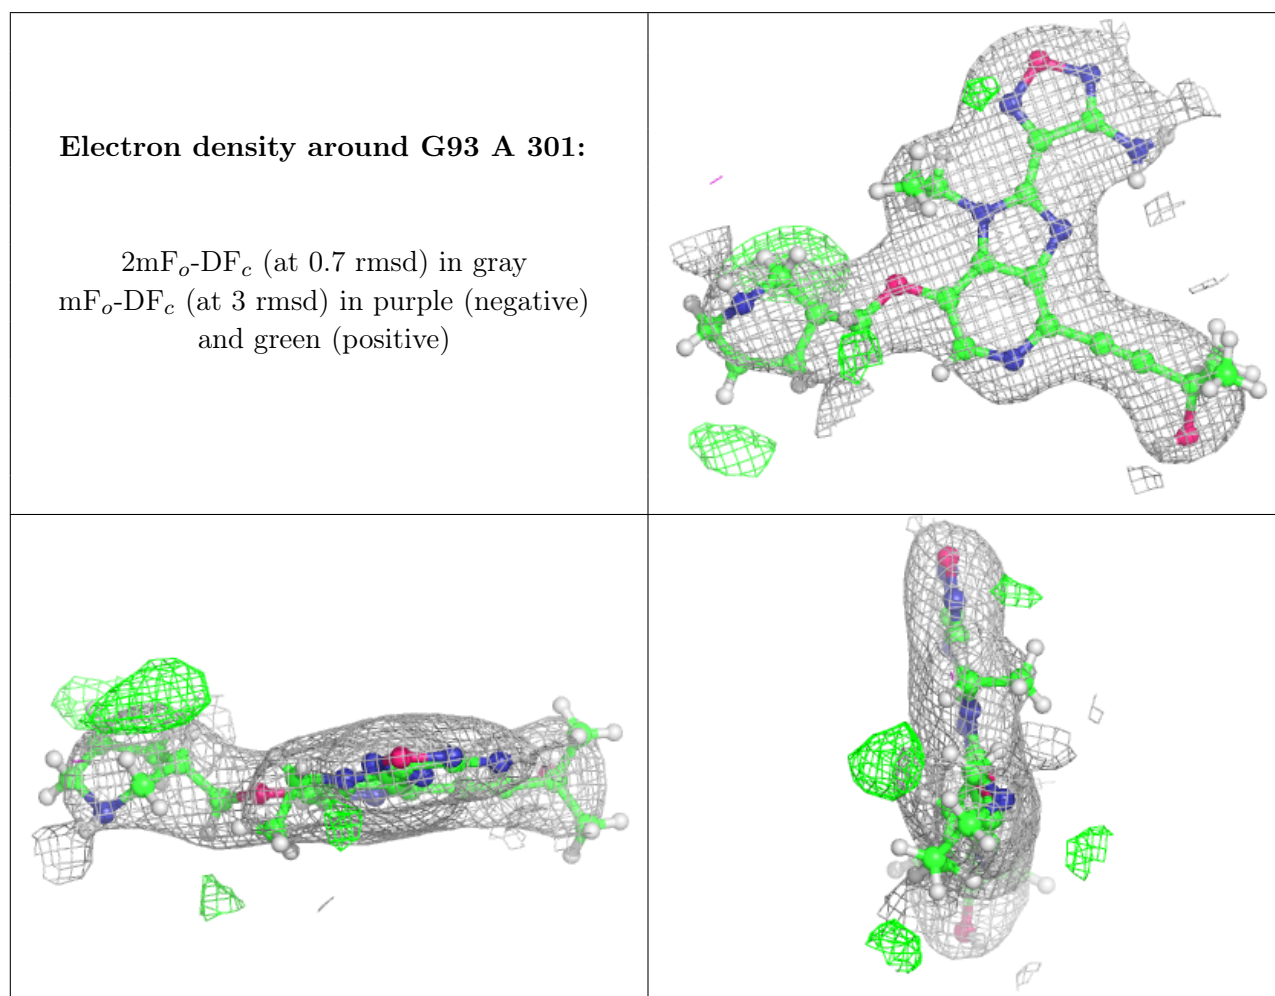 Electron density around G93 A 301:
2mFo-DFc (at 0.7 rmsd) in gray
mFo-DFc (at 3 rmsd) in purple (negative)
and green (positive)